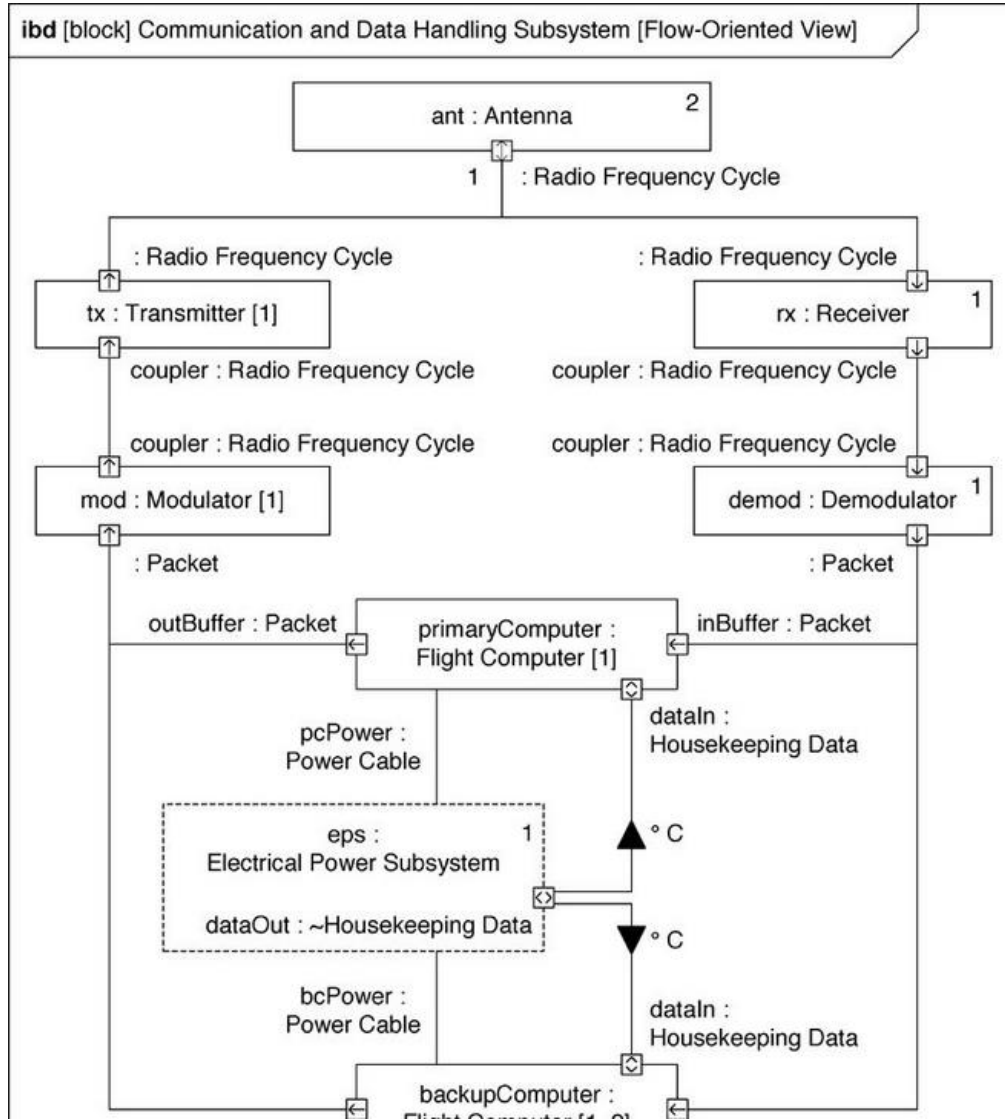 ibd [block] Communication and Data Handling Subsystem [Flow-Oriented View]
2
ant : Antenna
1
: Radio Frequency Cycle
: Radio Frequency Cycle
: Radio Frequency Cycle
tx : Transmitter [1]
1
rx : Receiver
coupler : Radio Frequency Cycle
coupler : Radio Frequency Cycle
coupler : Radio Frequency Cycle
coupler : Radio Frequency Cycle
mod : Modulator [1]
1
demod : Demodulator
: Packet
: Packet
outBuffer : Packet
primaryComputer :
Flight Computer [1]
inBuffer : Packet
pcPower :
Power Cable
dataIn :
Housekeeping Data
eps :
Electrical Power Subsystem
1
° C
dataOut : ~Housekeeping Data
° C
bcPower :
Power Cable
dataIn :
Housekeeping Data
backupComputer :
Flight Computer